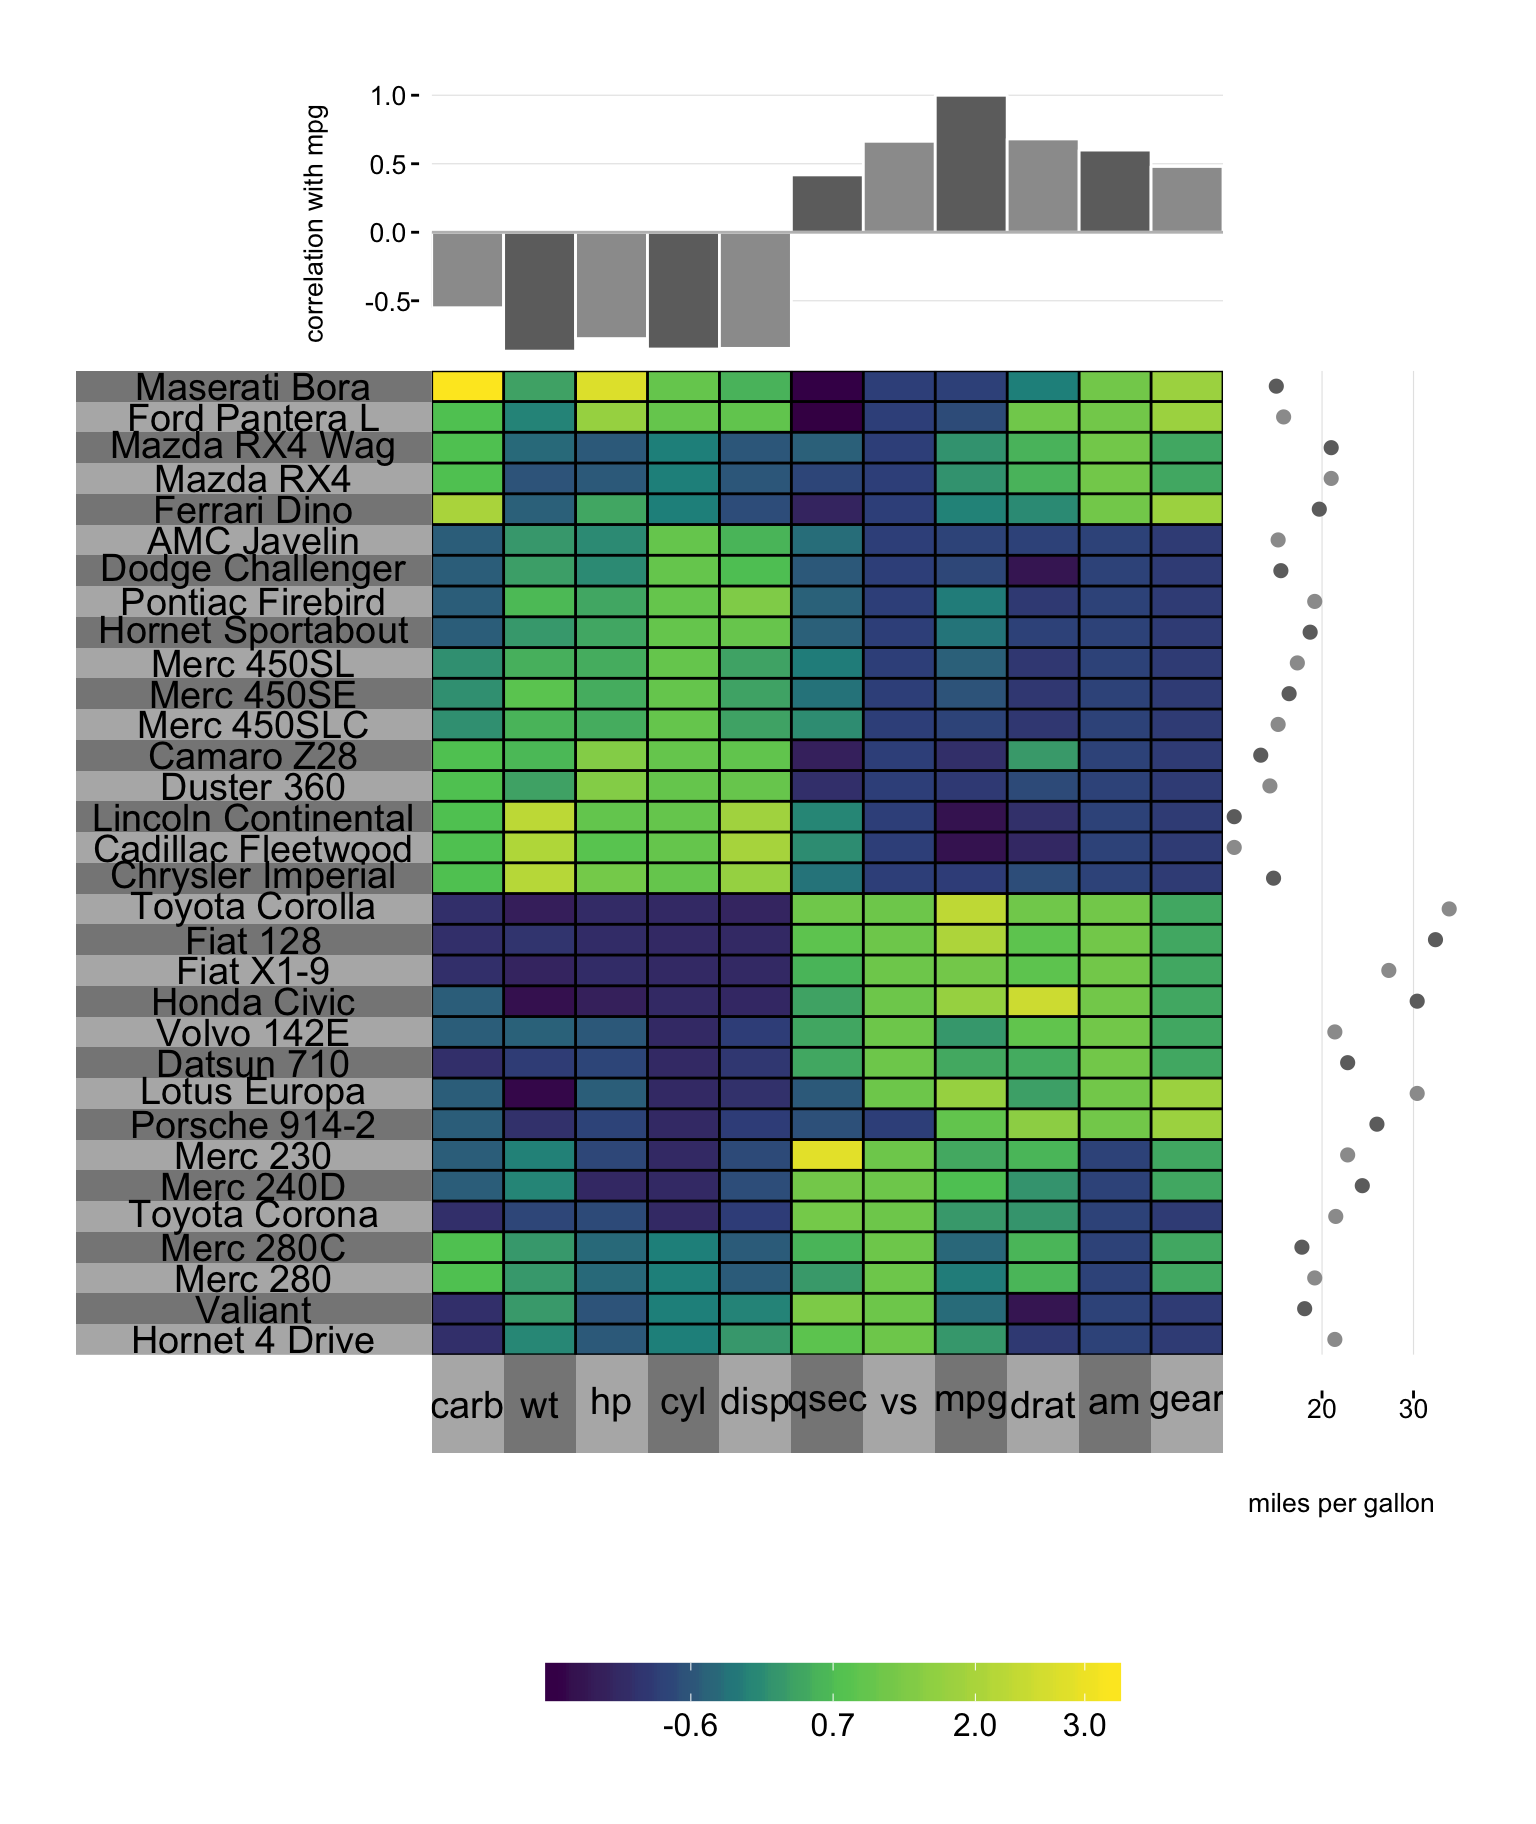 correlation with mpg
1.0
0.5
0.0
-0.5
Maserati Bora
Ford Pantera L
Mazda RX4 Wag
Mazda RX4
Ferrari Dino
AMC Javelin
Dodge Challenger
Pontiac Firebird
Hornet Sportabout
Merc 450SL
Merc 450SE
Merc 450SLC
Camaro Z28
Duster 360
Lincoln Continental
Cadillac Fleetwood
Chrysler Imperial
Toyota Corolla
Fiat 128
Fiat X1-9
Honda Civic
Volvo 142E
Datsun 710
Lotus Europa
Porsche 914-2
Merc 230
Merc 240D
Toyota Corona
Merc 280C
Merc 280
Valiant
Hornet 4 Drive
carb wt hp cyl disp qsec vs mpg drat am gear
20 30
miles per gallon
-0.6 0.7 2.0 3.0